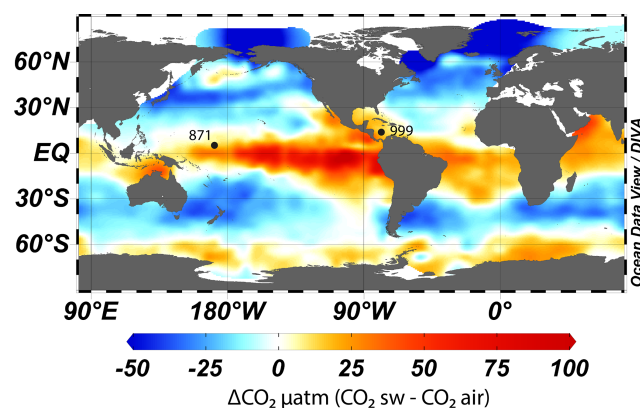 60°N
30°N
EQ
30°S
60°S
871
999
90°E
180°W
90°W
0°
Ocean Data View / DIVA
-50
-25
0
25
50
75
100
ΔCO₂ µatm (CO₂ sw - CO₂ air)